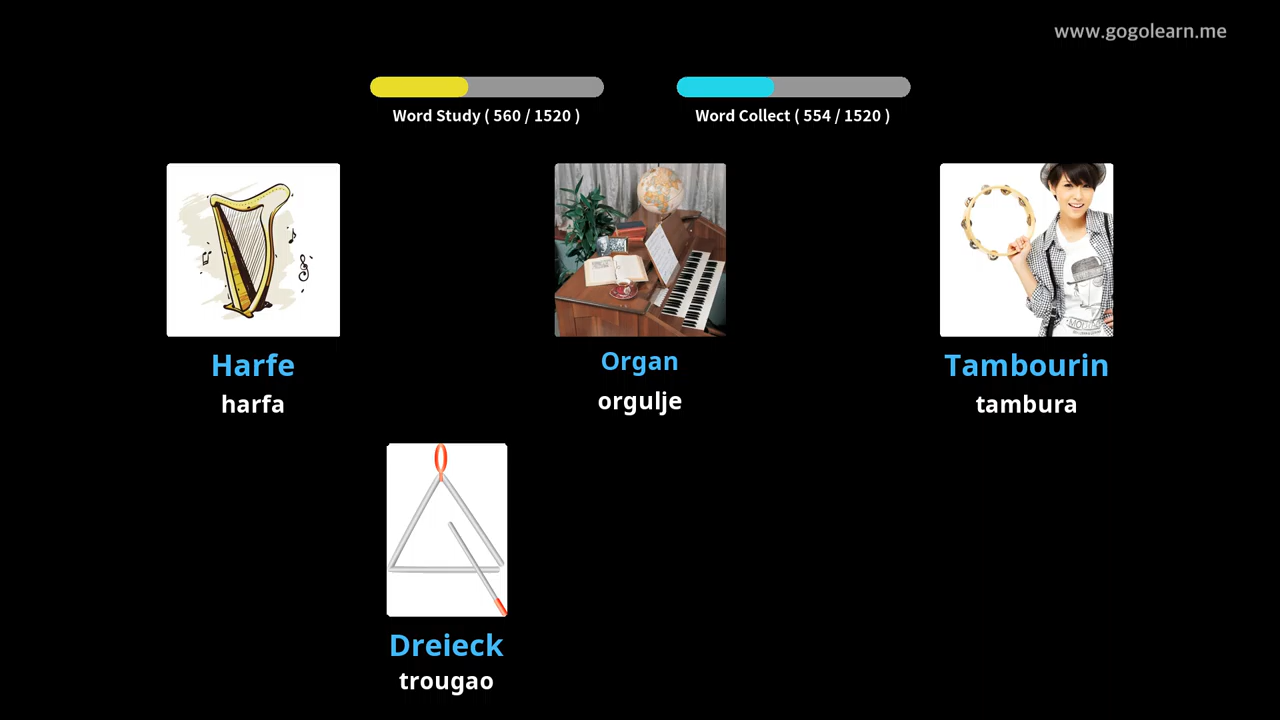 www.gogolearn.me
Word Study ( 560 / 1520 )
Word Collect ( 554 / 1520 )
Harfe
harfa
Organ
orgulje
Tambourin
tambura
Dreieck
trougao